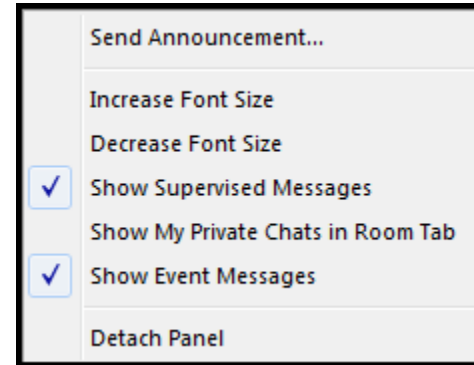 Send Announcement...
Increase Font Size
Decrease Font Size
Show Supervised Messages
Show My Private Chats in Room Tab
Show Event Messages
Detach Panel